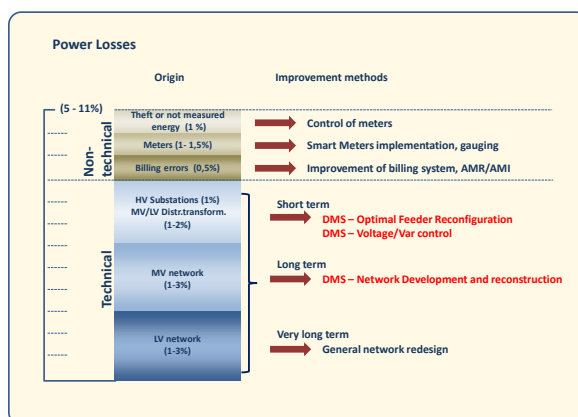 Power Losses
Origin
Improvement methods
(5 - 11%)
Non-
technical
Theft or not measured
energy (1 %)
Control of meters
Meters (1- 1,5%)
Smart Meters implementation, gauging
Billing errors (0,5%)
Improvement of billing system, AMR/AMI
Technical
HV Substations (1%)
MV/LV Distr.transform.
(1-2%)
Short term
DMS – Optimal Feeder Reconfiguration
DMS – Voltage/Var control
MV network
(1-3%)
Long term
DMS – Network Development and reconstruction
LV network
(1-3%)
Very long term
General network redesign